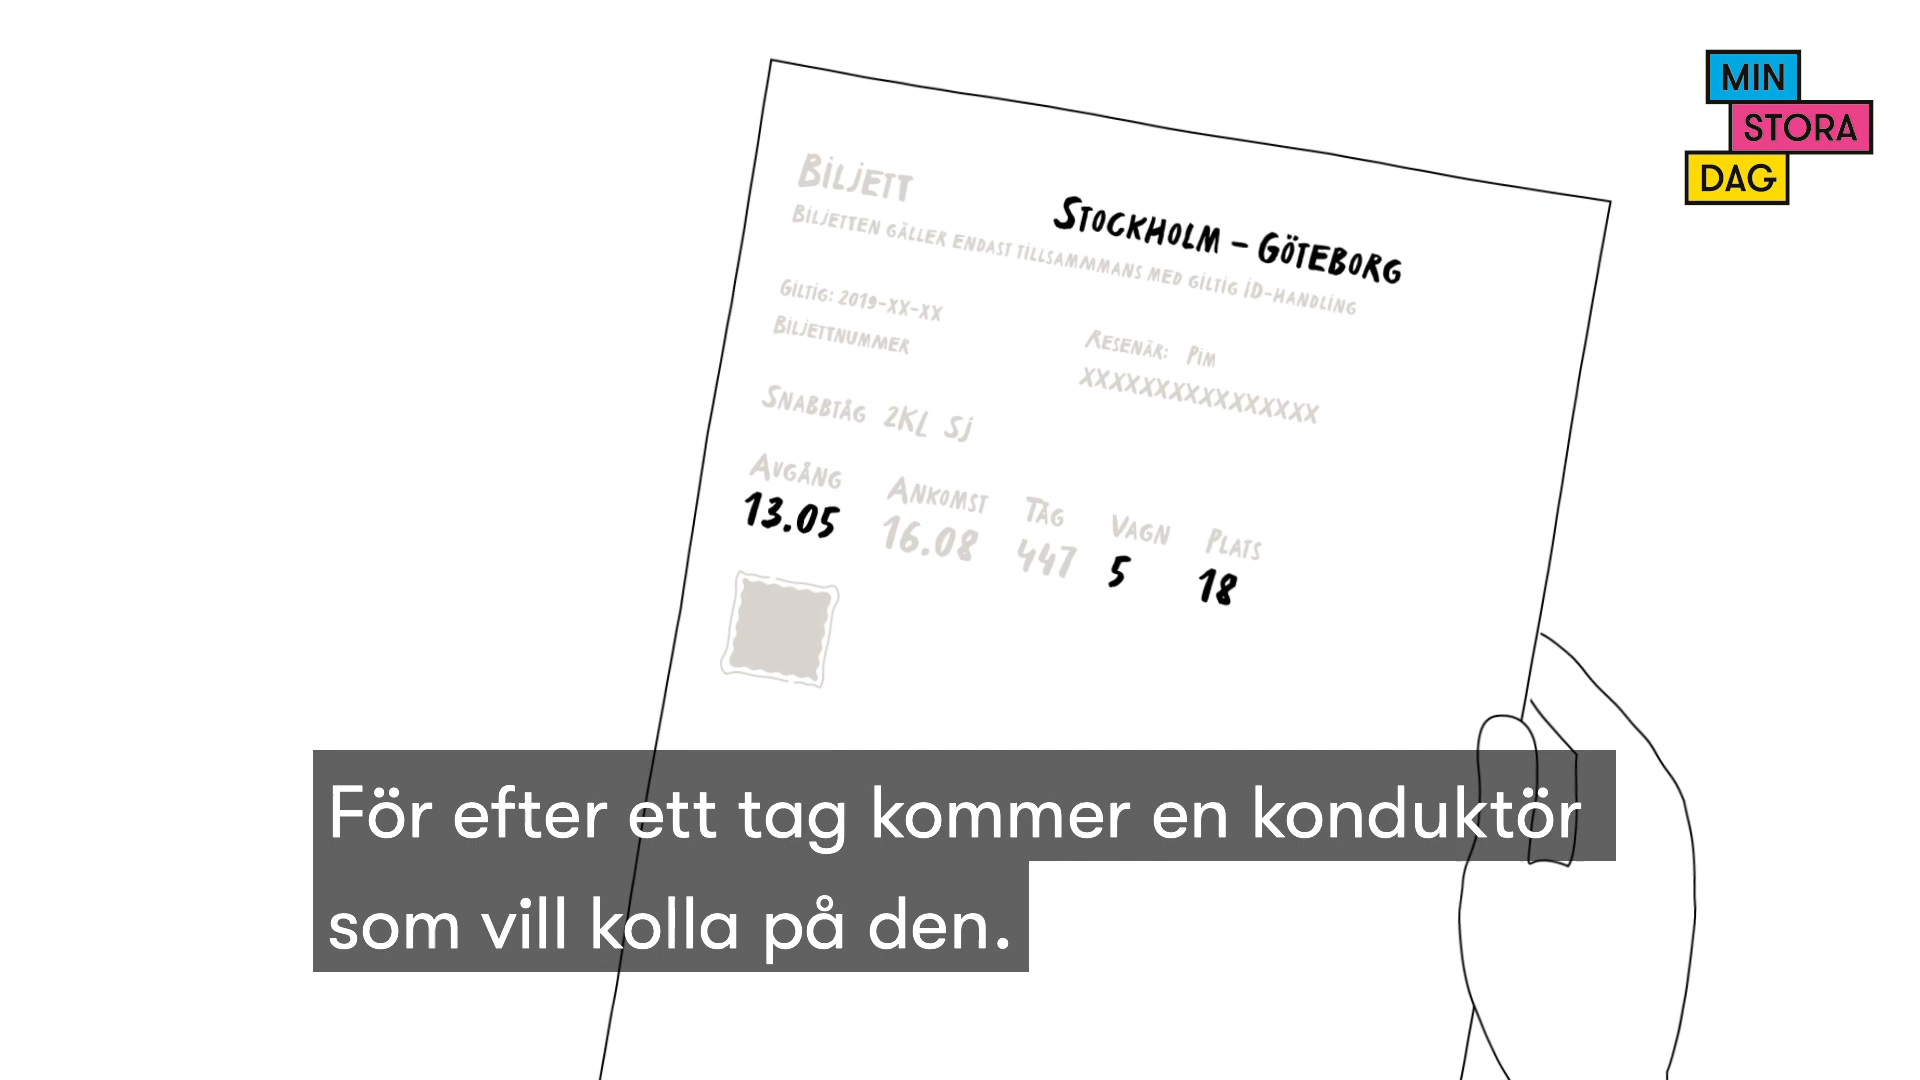 MIN
STORA
DAG
BILJETT
STOCKHOLM – GÖTEBORG
BILJETTEN GÄLLER ENDAST TILLSAMMMANS MED GILTIG ID-HANDLING
GILTIG: 2019-XX-XX
BILJETTNUMMER
RESENÄR: PIM
XXXXXXXXXXXXXXXX
SNABBTÅG 2KL SJ
AVGÅNG ANKOMST TÅG VAGN PLATS
13.05 16.08 447 5 18
För efter ett tag kommer en konduktör
som vill kolla på den.